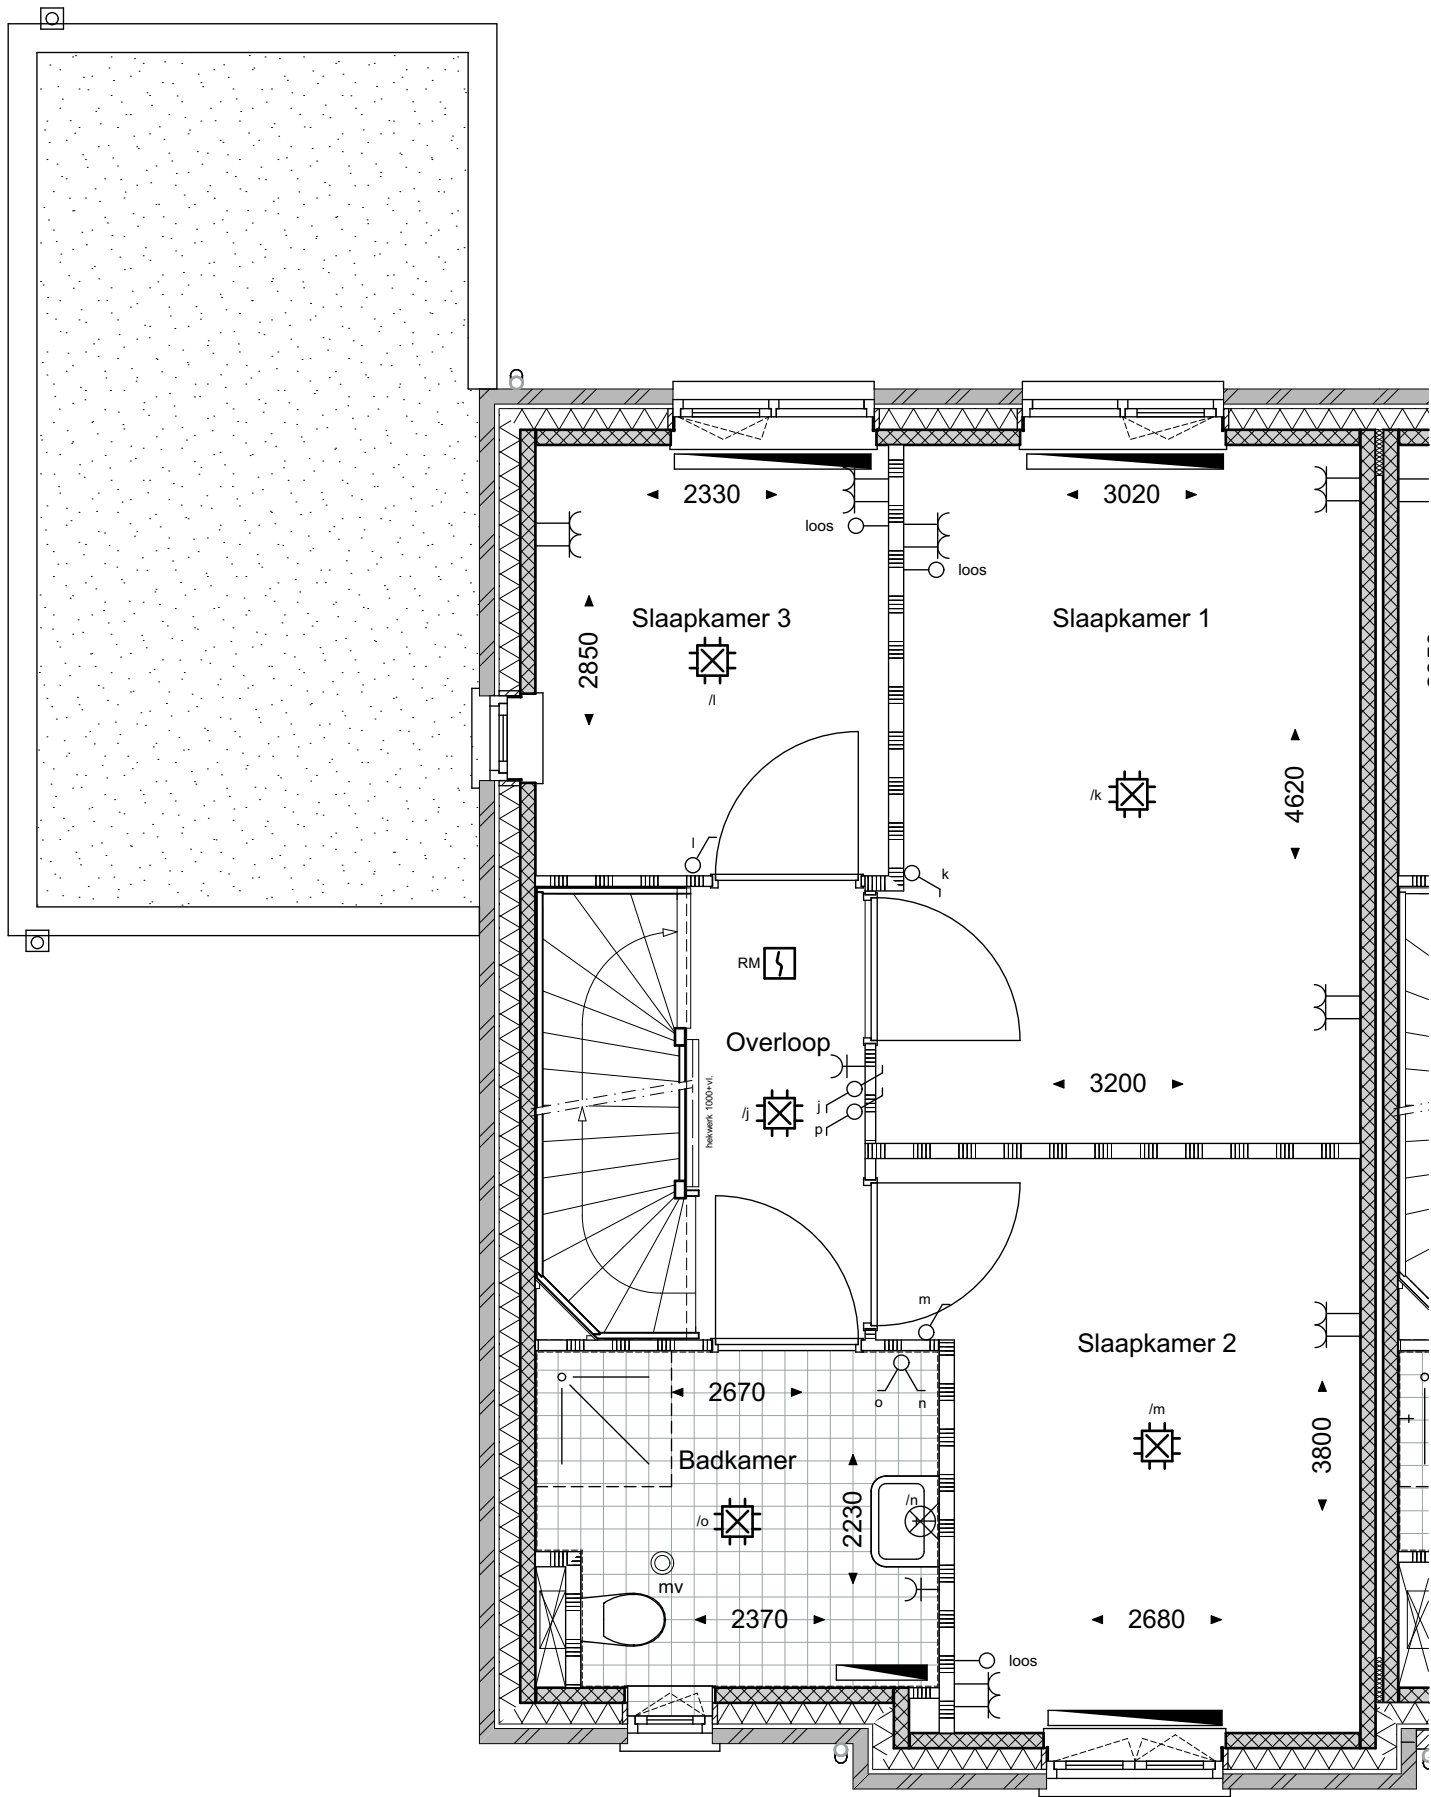 2330
3020
loos
loos
Slaapkamer 3
Slaapkamer 1
2850
/l
/k
4620
l
k
RM
Overloop
hekwerk 1000+vl.
/j
j
p
3200
m
Slaapkamer 2
2670
o
n
/m
3800
Badkamer
/o
2230
/n
mv
2370
2680
loos